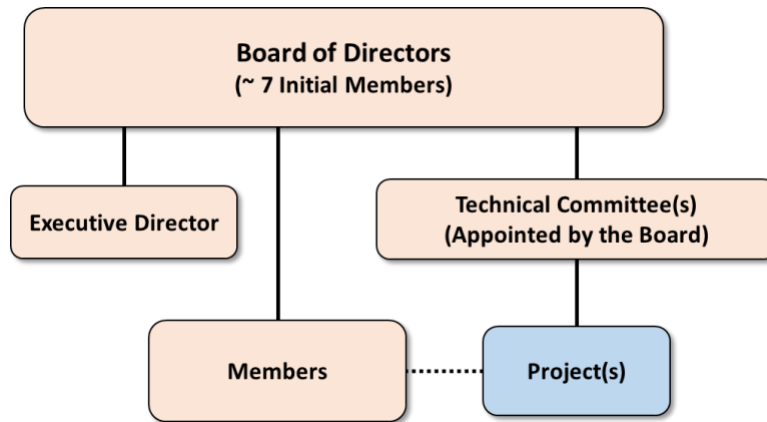 Board of Directors
(~ 7 Initial Members)
Executive Director
Technical Committee(s)
(Appointed by the Board)
Members
Project(s)